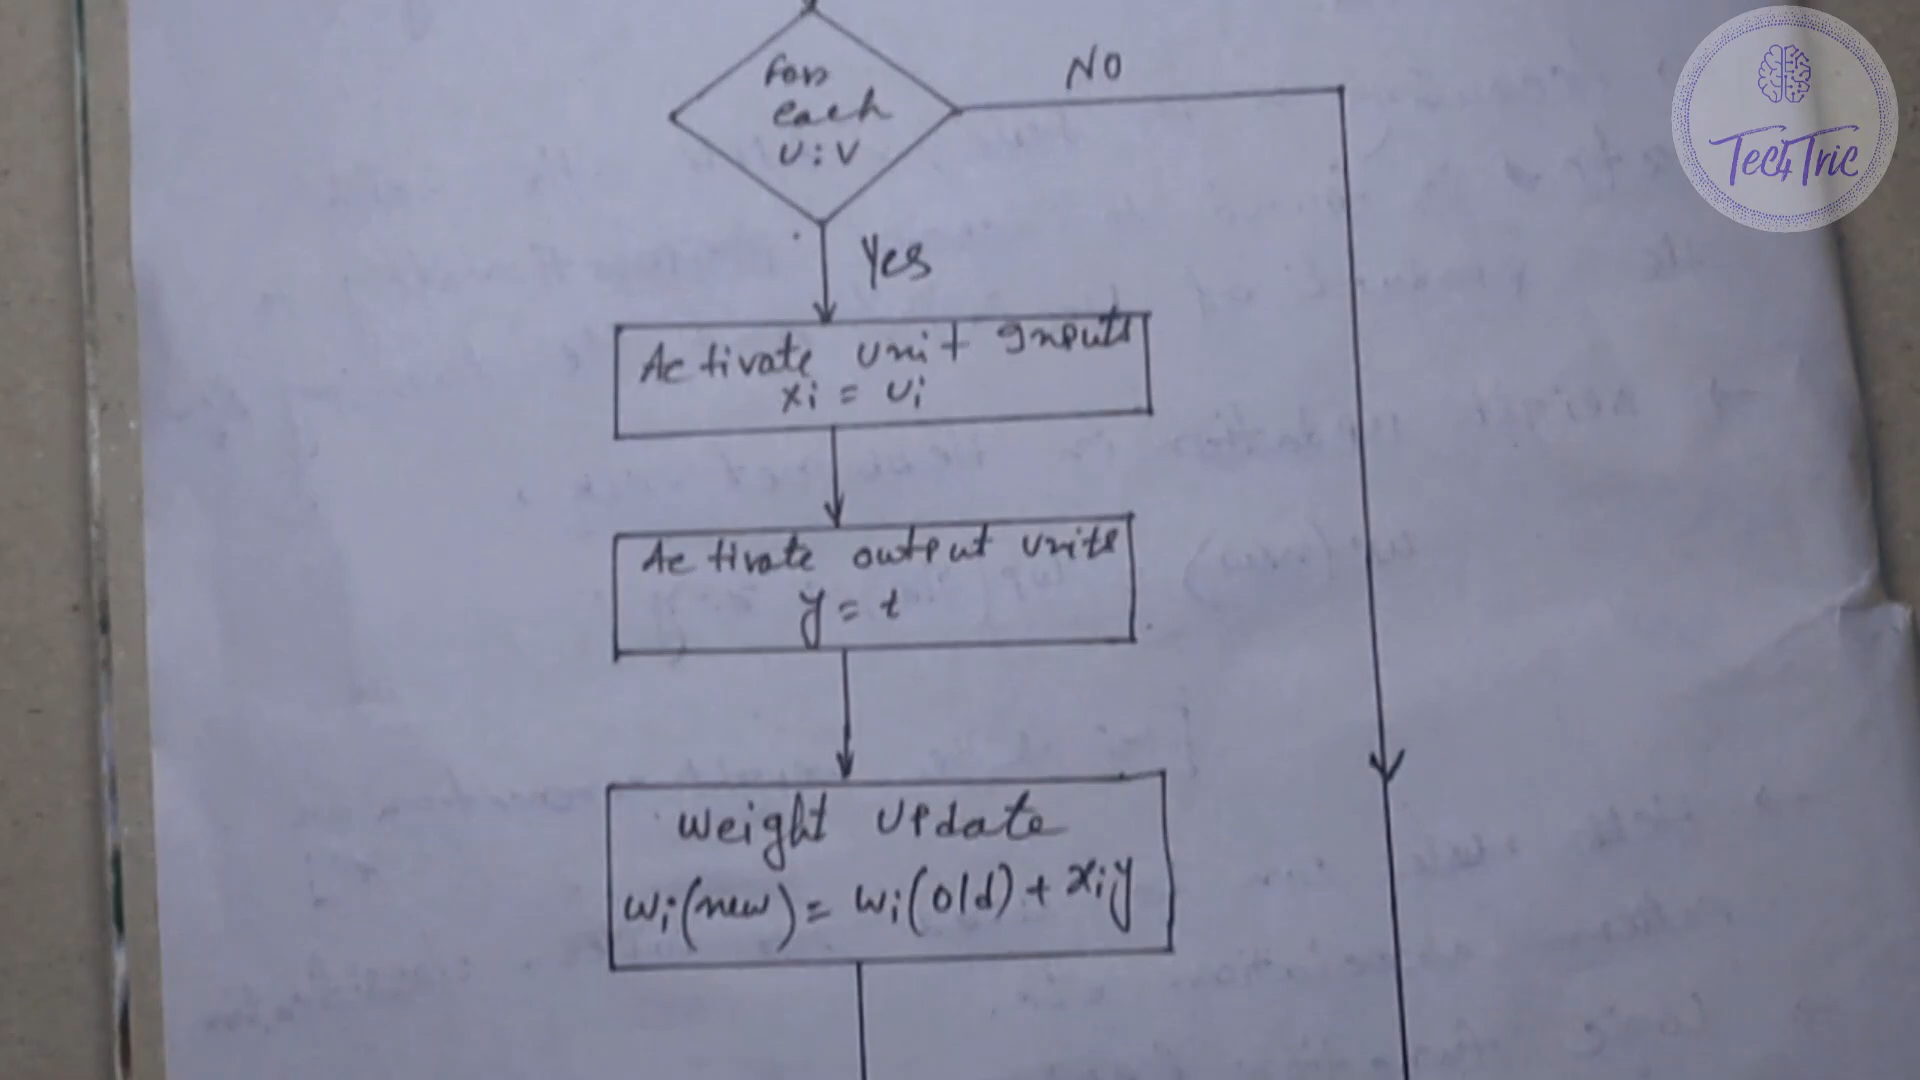 For
each
U:V
NO
Yes
Activate unit Inputs
xi = Ui
Activate output units
y = t
Weight Update
wi(new) = wi(old) + xiy
Tec4Tric